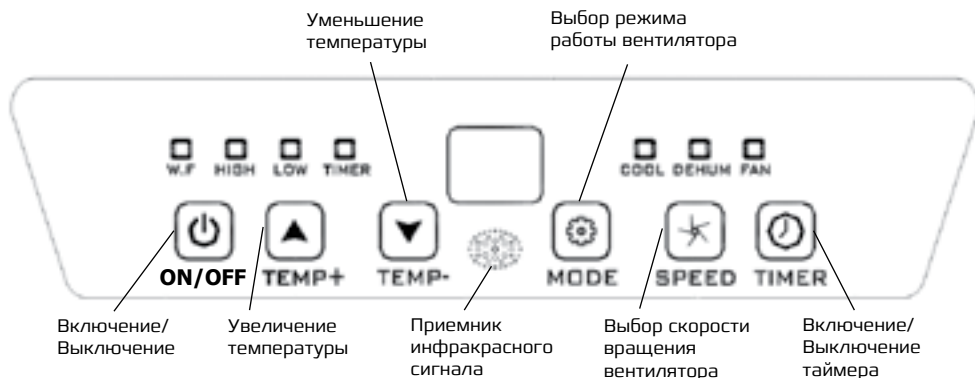 Уменьшение
температуры
Выбор режима
работы вентилятора
W.F HIGH LOW TIMER
COOL DEHUM FAN
ON/OFF TEMP+ TEMP- MODE SPEED TIMER
Включение/
Выключение
Увеличение
температуры
Приемник
инфракрасного
сигнала
Выбор скорости
вращения
вентилятора
Включение/
Выключение
таймера